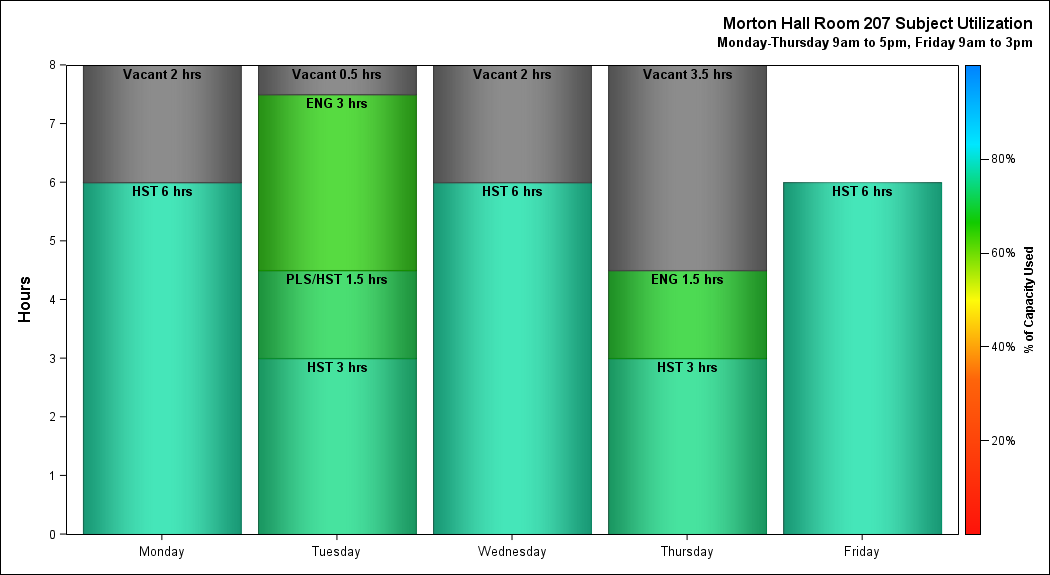 Morton Hall Room 207 Subject Utilization
Monday-Thursday 9am to 5pm, Friday 9am to 3pm
Hours
8
7
6
5
4
3
2
1
0
Vacant 2 hrs
HST 6 hrs
Vacant 0.5 hrs
ENG 3 hrs
PLS/HST 1.5 hrs
HST 3 hrs
Vacant 2 hrs
HST 6 hrs
Vacant 3.5 hrs
ENG 1.5 hrs
HST 3 hrs
HST 6 hrs
Monday
Tuesday
Wednesday
Thursday
Friday
80%
60%
40%
20%
% of Capacity Used